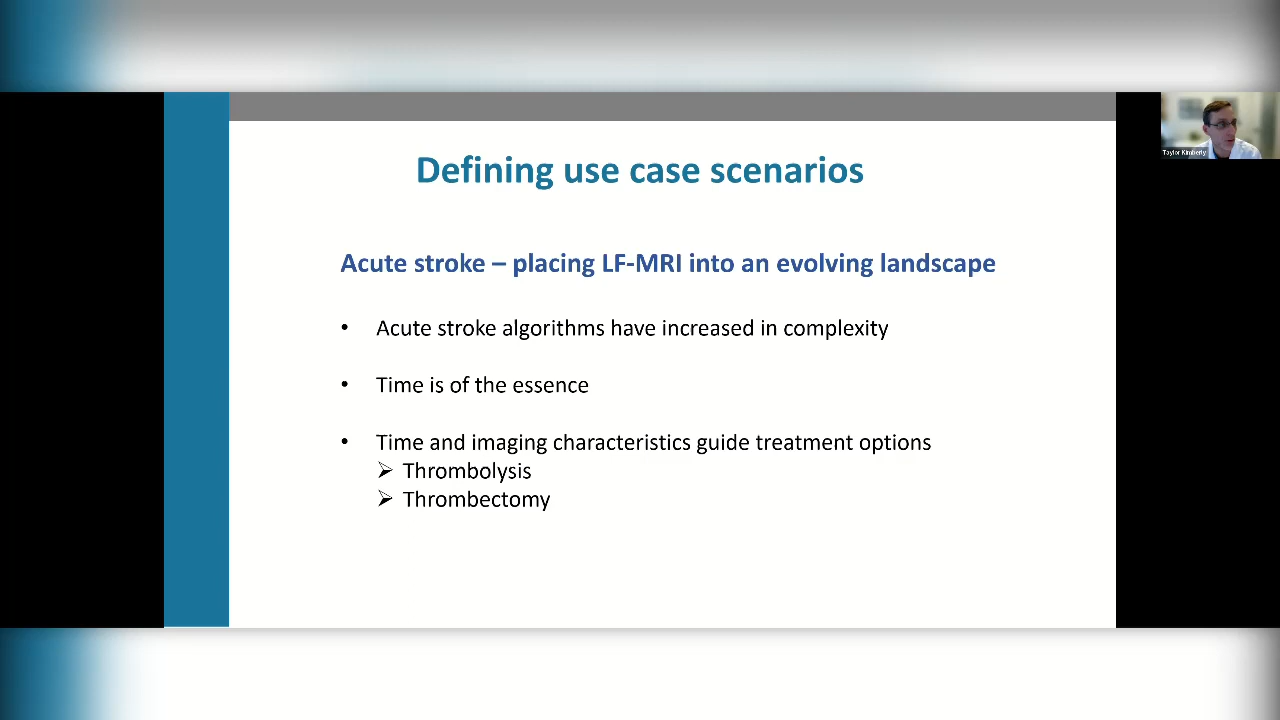 Defining use case scenarios
Acute stroke – placing LF-MRI into an evolving landscape
• Acute stroke algorithms have increased in complexity
• Time is of the essence
• Time and imaging characteristics guide treatment options
➢ Thrombolysis
➢ Thrombectomy
Taylor Kimberly